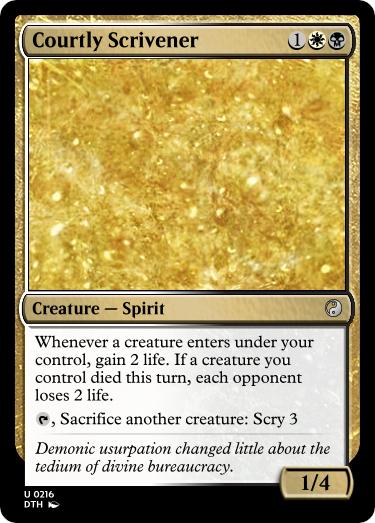 Courtly Scrivener 1
Creature — Spirit
Whenever a creature enters under your
control, gain 2 life. If a creature you
control died this turn, each opponent
loses 2 life.
, Sacrifice another creature: Scry 3
Demonic usurpation changed little about the
tedium of divine bureaucracy.
1/4
U 0216
DTH